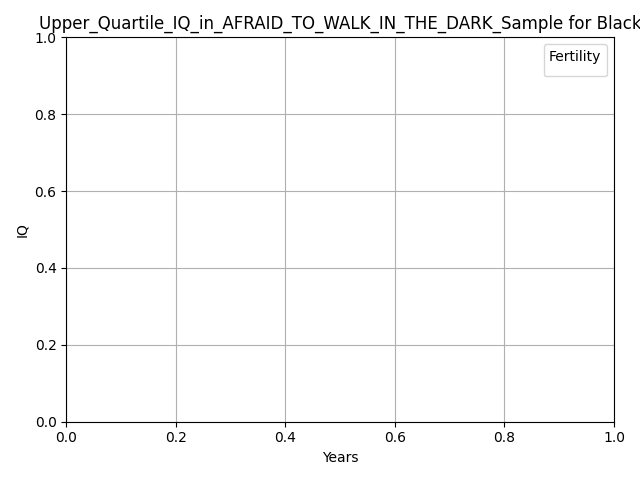 Upper_Quartile_IQ_in_AFRAID_TO_WALK_IN_THE_DARK_Sample for Black
Fertility
1.0
0.8
0.6
0.4
0.2
0.0
IQ
0.0 0.2 0.4 0.6 0.8 1.0
Years